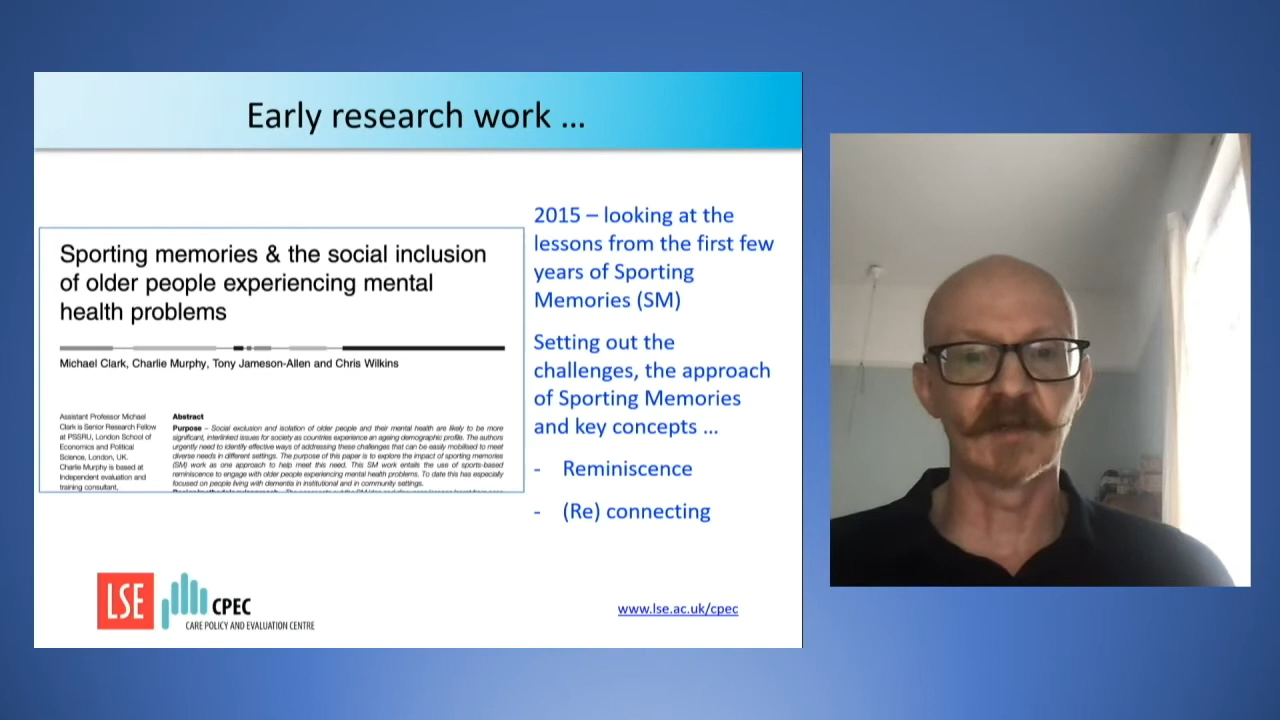 Early research work ...
Sporting memories & the social inclusion
of older people experiencing mental
health problems
Michael Clark, Charlie Murphy, Tony Jameson-Allen and Chris Wilkins
Assistant Professor Michael
Clark is Senior Research Fellow
at PSSRU, London School of
Economics and Political
Science, London, UK.
Charlie Murphy is based at
Independent evaluation and
training consultant,
Abstract
Purpose – Social exclusion and isolation of older people and their mental health are likely to be more
significant, interlinked issues for society as countries experience an ageing demographic profile. The authors
urgently need to identify effective ways of addressing these challenges that can be easily mobilised to meet
diverse needs in different settings. The purpose of this paper is to explore the impact of sporting memories
(SM) work as one approach to help meet this need. This SM work entails the use of sports-based
reminiscence to engage with older people experiencing mental health problems. To date this has especially
focused on people living with dementia in institutional and in community settings.
2015 – looking at the
lessons from the first few
years of Sporting
Memories (SM)
Setting out the
challenges, the approach
of Sporting Memories
and key concepts ...
- Reminiscence
- (Re) connecting
LSE
CPEC
CARE POLICY AND EVALUATION CENTRE
www.lse.ac.uk/cpec